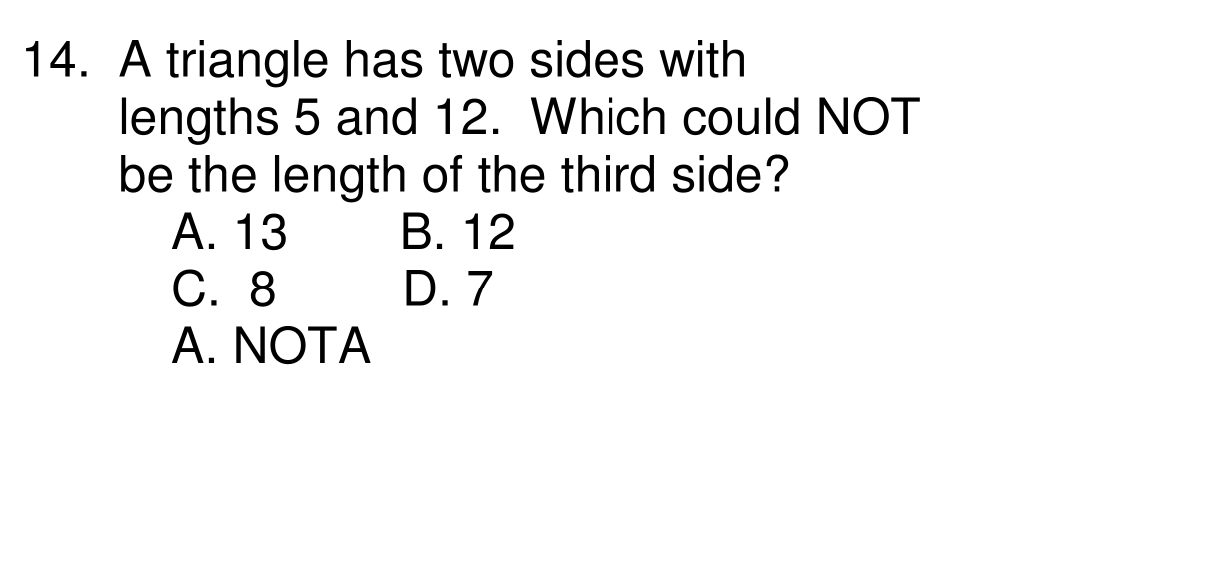 14. A triangle has two sides with
lengths 5 and 12. Which could NOT
be the length of the third side?
A. 13 B. 12
C. 8 D. 7
A. NOTA